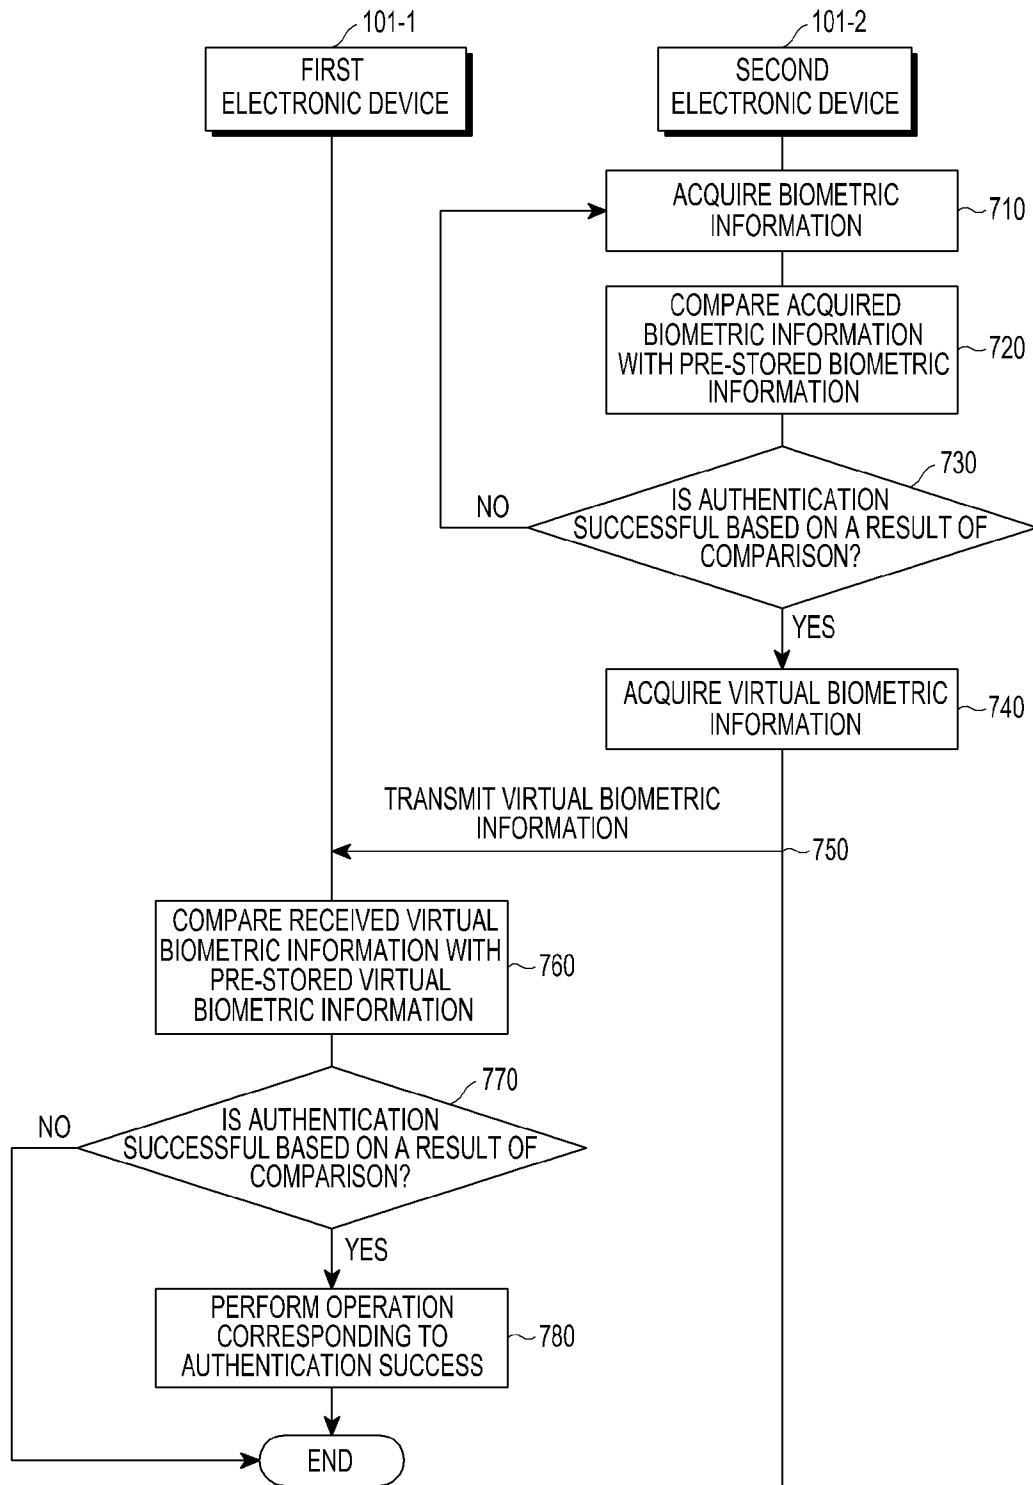 101-1
FIRST
ELECTRONIC DEVICE
101-2
SECOND
ELECTRONIC DEVICE
ACQUIRE BIOMETRIC
INFORMATION
710
COMPARE ACQUIRED
BIOMETRIC INFORMATION
WITH PRE-STORED BIOMETRIC
INFORMATION
720
730
IS AUTHENTICATION
SUCCESSFUL BASED ON A RESULT OF
COMPARISON?
NO
YES
ACQUIRE VIRTUAL BIOMETRIC
INFORMATION
740
TRANSMIT VIRTUAL BIOMETRIC
INFORMATION
750
COMPARE RECEIVED VIRTUAL
BIOMETRIC INFORMATION WITH
PRE-STORED VIRTUAL
BIOMETRIC INFORMATION
760
770
NO
IS AUTHENTICATION
SUCCESSFUL BASED ON A RESULT OF
COMPARISON?
YES
PERFORM OPERATION
CORRESPONDING TO
AUTHENTICATION SUCCESS
780
END